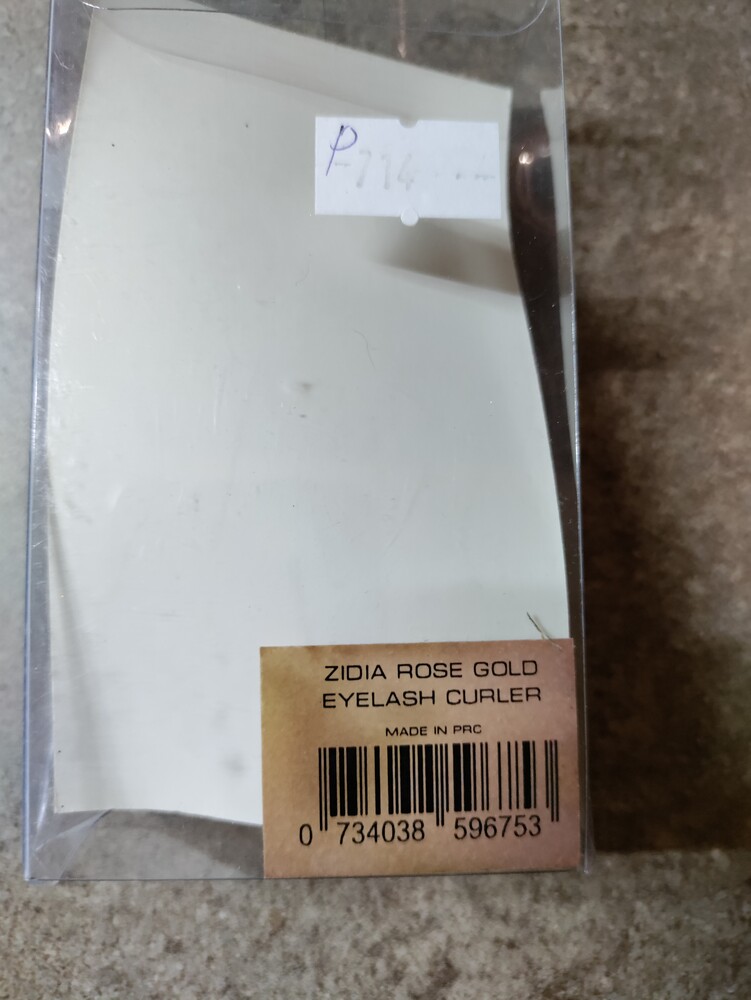 P
-714
ZIDIA ROSE GOLD
EYELASH CURLER
MADE IN PRC
0 734038 596753